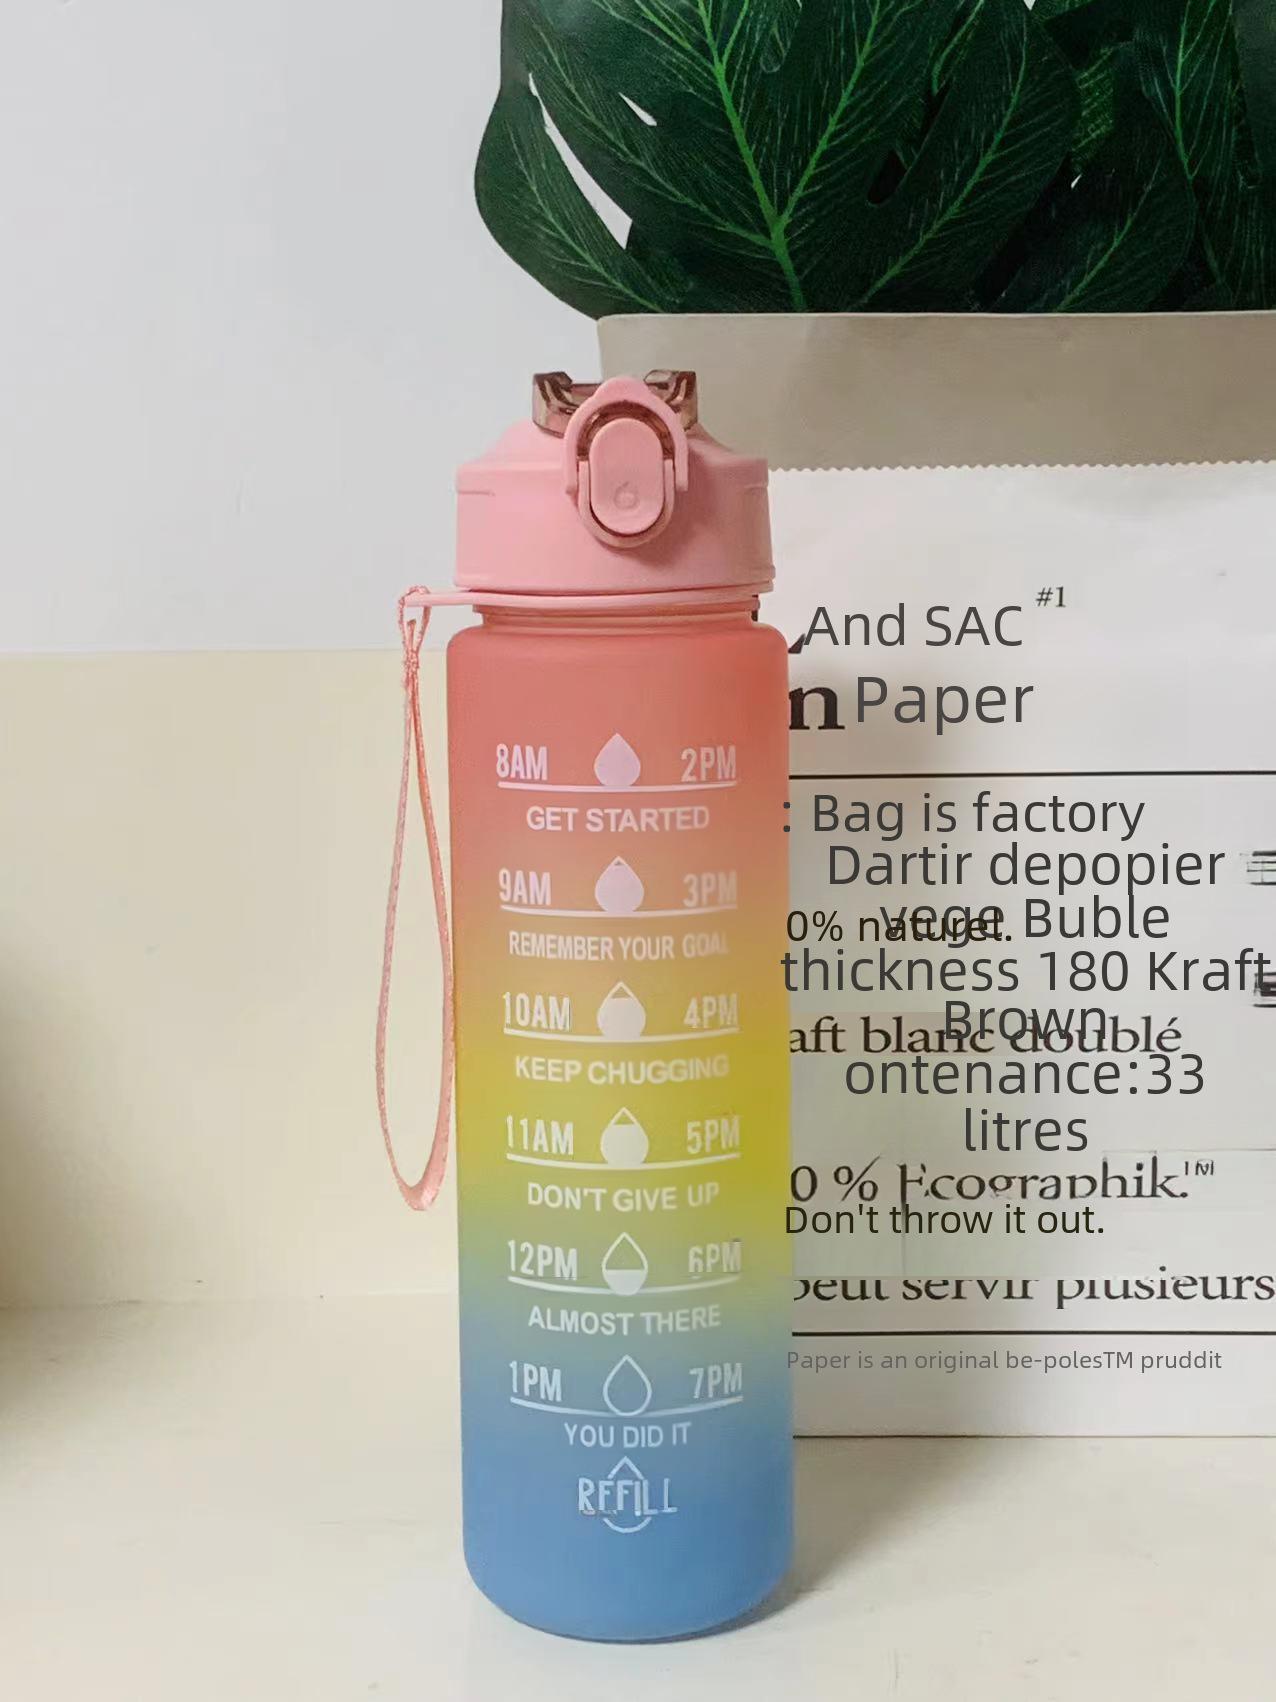 8AM 2PM
GET STARTED
9AM 3PM
REMEMBER YOUR GOAL
10AM 4PM
KEEP CHUGGING
11AM 5PM
DON'T GIVE UP
12PM 6PM
ALMOST THERE
1PM 7PM
YOU DID IT
REFILL
And SAC #1
n Paper
: Bag is factory
Dartir depopier
vege Buble
0% naturel.
thickness 180 Kraft
Brown
aft blanc doublé
ontenance:33
litres
0 % Ecographik.™
Don't throw it out.
peut servir plusieurs
Paper is an original be-polesTM pruddit